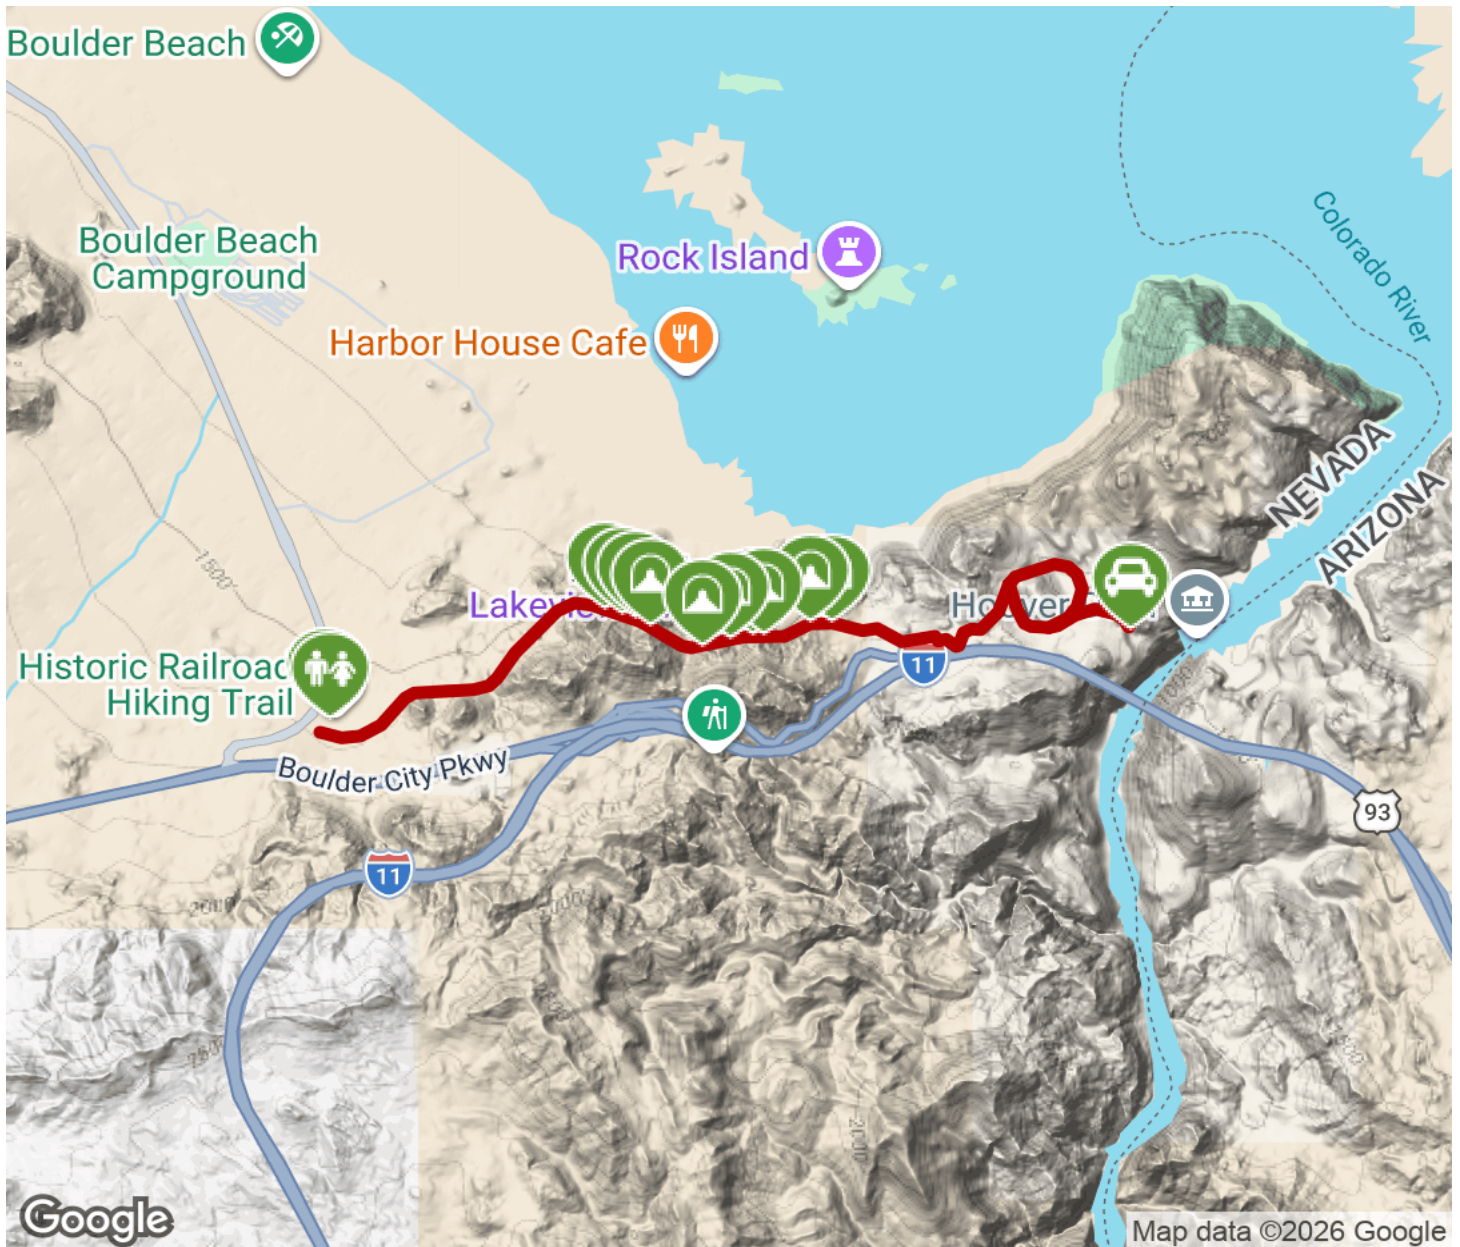 Boulder Beach
Colorado River
Boulder Beach
Campground
Rock Island
Harbor House Cafe
NEVADA
ARIZONA
1500'
Historic Railroad
Hiking Trail
11
Boulder City Pkwy
93
11
2000
Google
Map data ©2026 Google